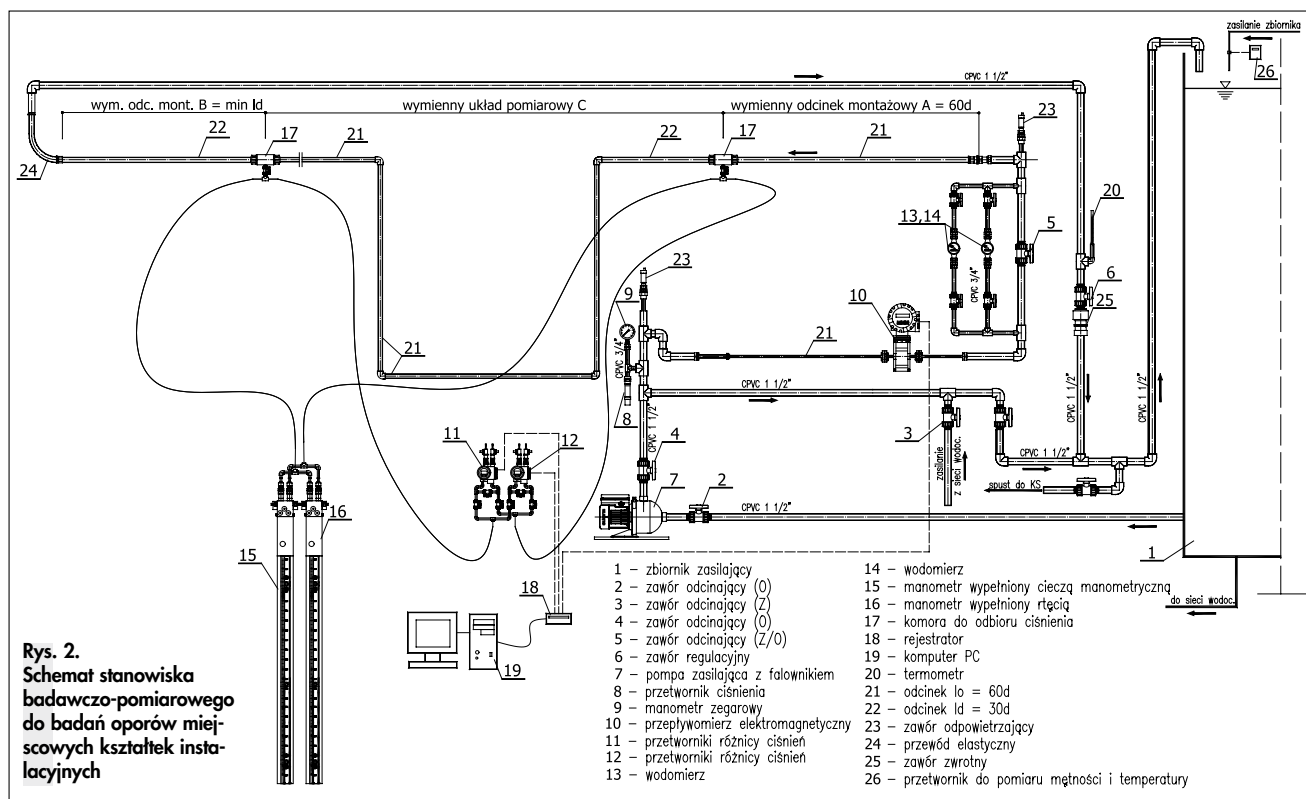 zasilanie zbiornika
26
CPVC 1 1/2"
wym. odc. mont. B = min ld
wymienny układ pomiarowy C
wymienny odcinek montażowy A = 60d
23
22
17
21
22
17
21
24
20
13,14
5
23
CPVC 3/4"
6
9
10
25
21
CPVC 3/4"
CPVC 1 1/2"
CPVC 1 1/2"
CPVC 1 1/2"
21
8
CPVC 1 1/2"
11
12
4
3
zasilanie
z sieci wodoc.
CPVC 1 1/2"
spust do KS
7
2
CPVC 1 1/2"
16
15
1
18
19
do sieci wodoc.
1 – zbiornik zasilający
2 – zawór odcinający (O)
3 – zawór odcinający (Z)
4 – zawór odcinający (O)
5 – zawór odcinający (Z/O)
6 – zawór regulacyjny
7 – pompa zasilająca z falownikiem
8 – przetwornik ciśnienia
9 – manometr zegarowy
10 – przepływomierz elektromagnetyczny
11 – przetworniki różnicy ciśnień
12 – przetworniki różnicy ciśnień
13 – wodomierz
14 – wodomierz
15 – manometr wypełniony cieczą manometryczną
16 – manometr wypełniony rtęcią
17 – komora do odbioru ciśnienia
18 – rejestrator
19 – komputer PC
20 – termometr
21 – odcinek lo = 60d
22 – odcinek ld = 30d
23 – zawór odpowietrzający
24 – przewód elastyczny
25 – zawór zwrotny
26 – przetwornik do pomiaru mętności i temperatury
Rys. 2.
Schemat stanowiska
badawczo-pomiarowego
do badań oporów miej-
scowych kształtek insta-
lacyjnych